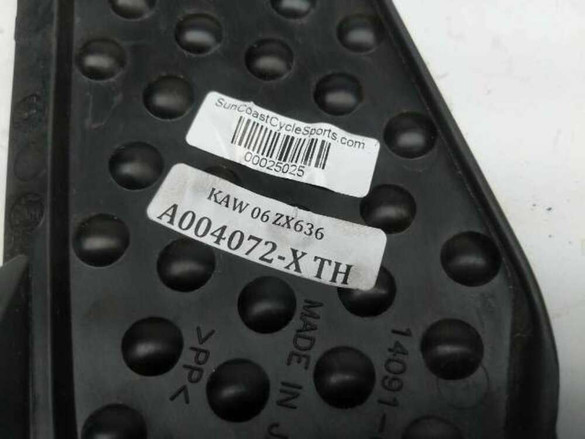 SunCoastCycleSports.com
00025025
KAW 06 ZX636
A004072-X TH
MADE IN J
14091-
>PP<